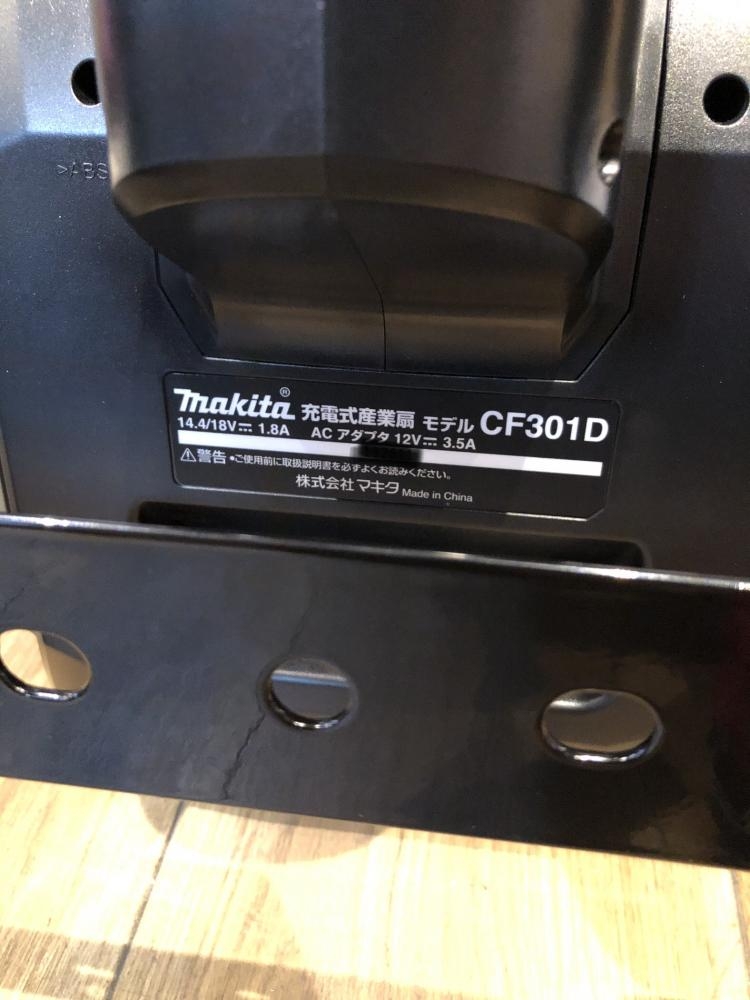 >ABS
makita® 充電式産業扇 モデル CF301D
14.4/18V⎓ 1.8A AC アダプタ 12V⎓ 3.5A
⚠警告 •ご使用前に取扱説明書を必ずよくお読みください。
株式会社マキタ Made in China